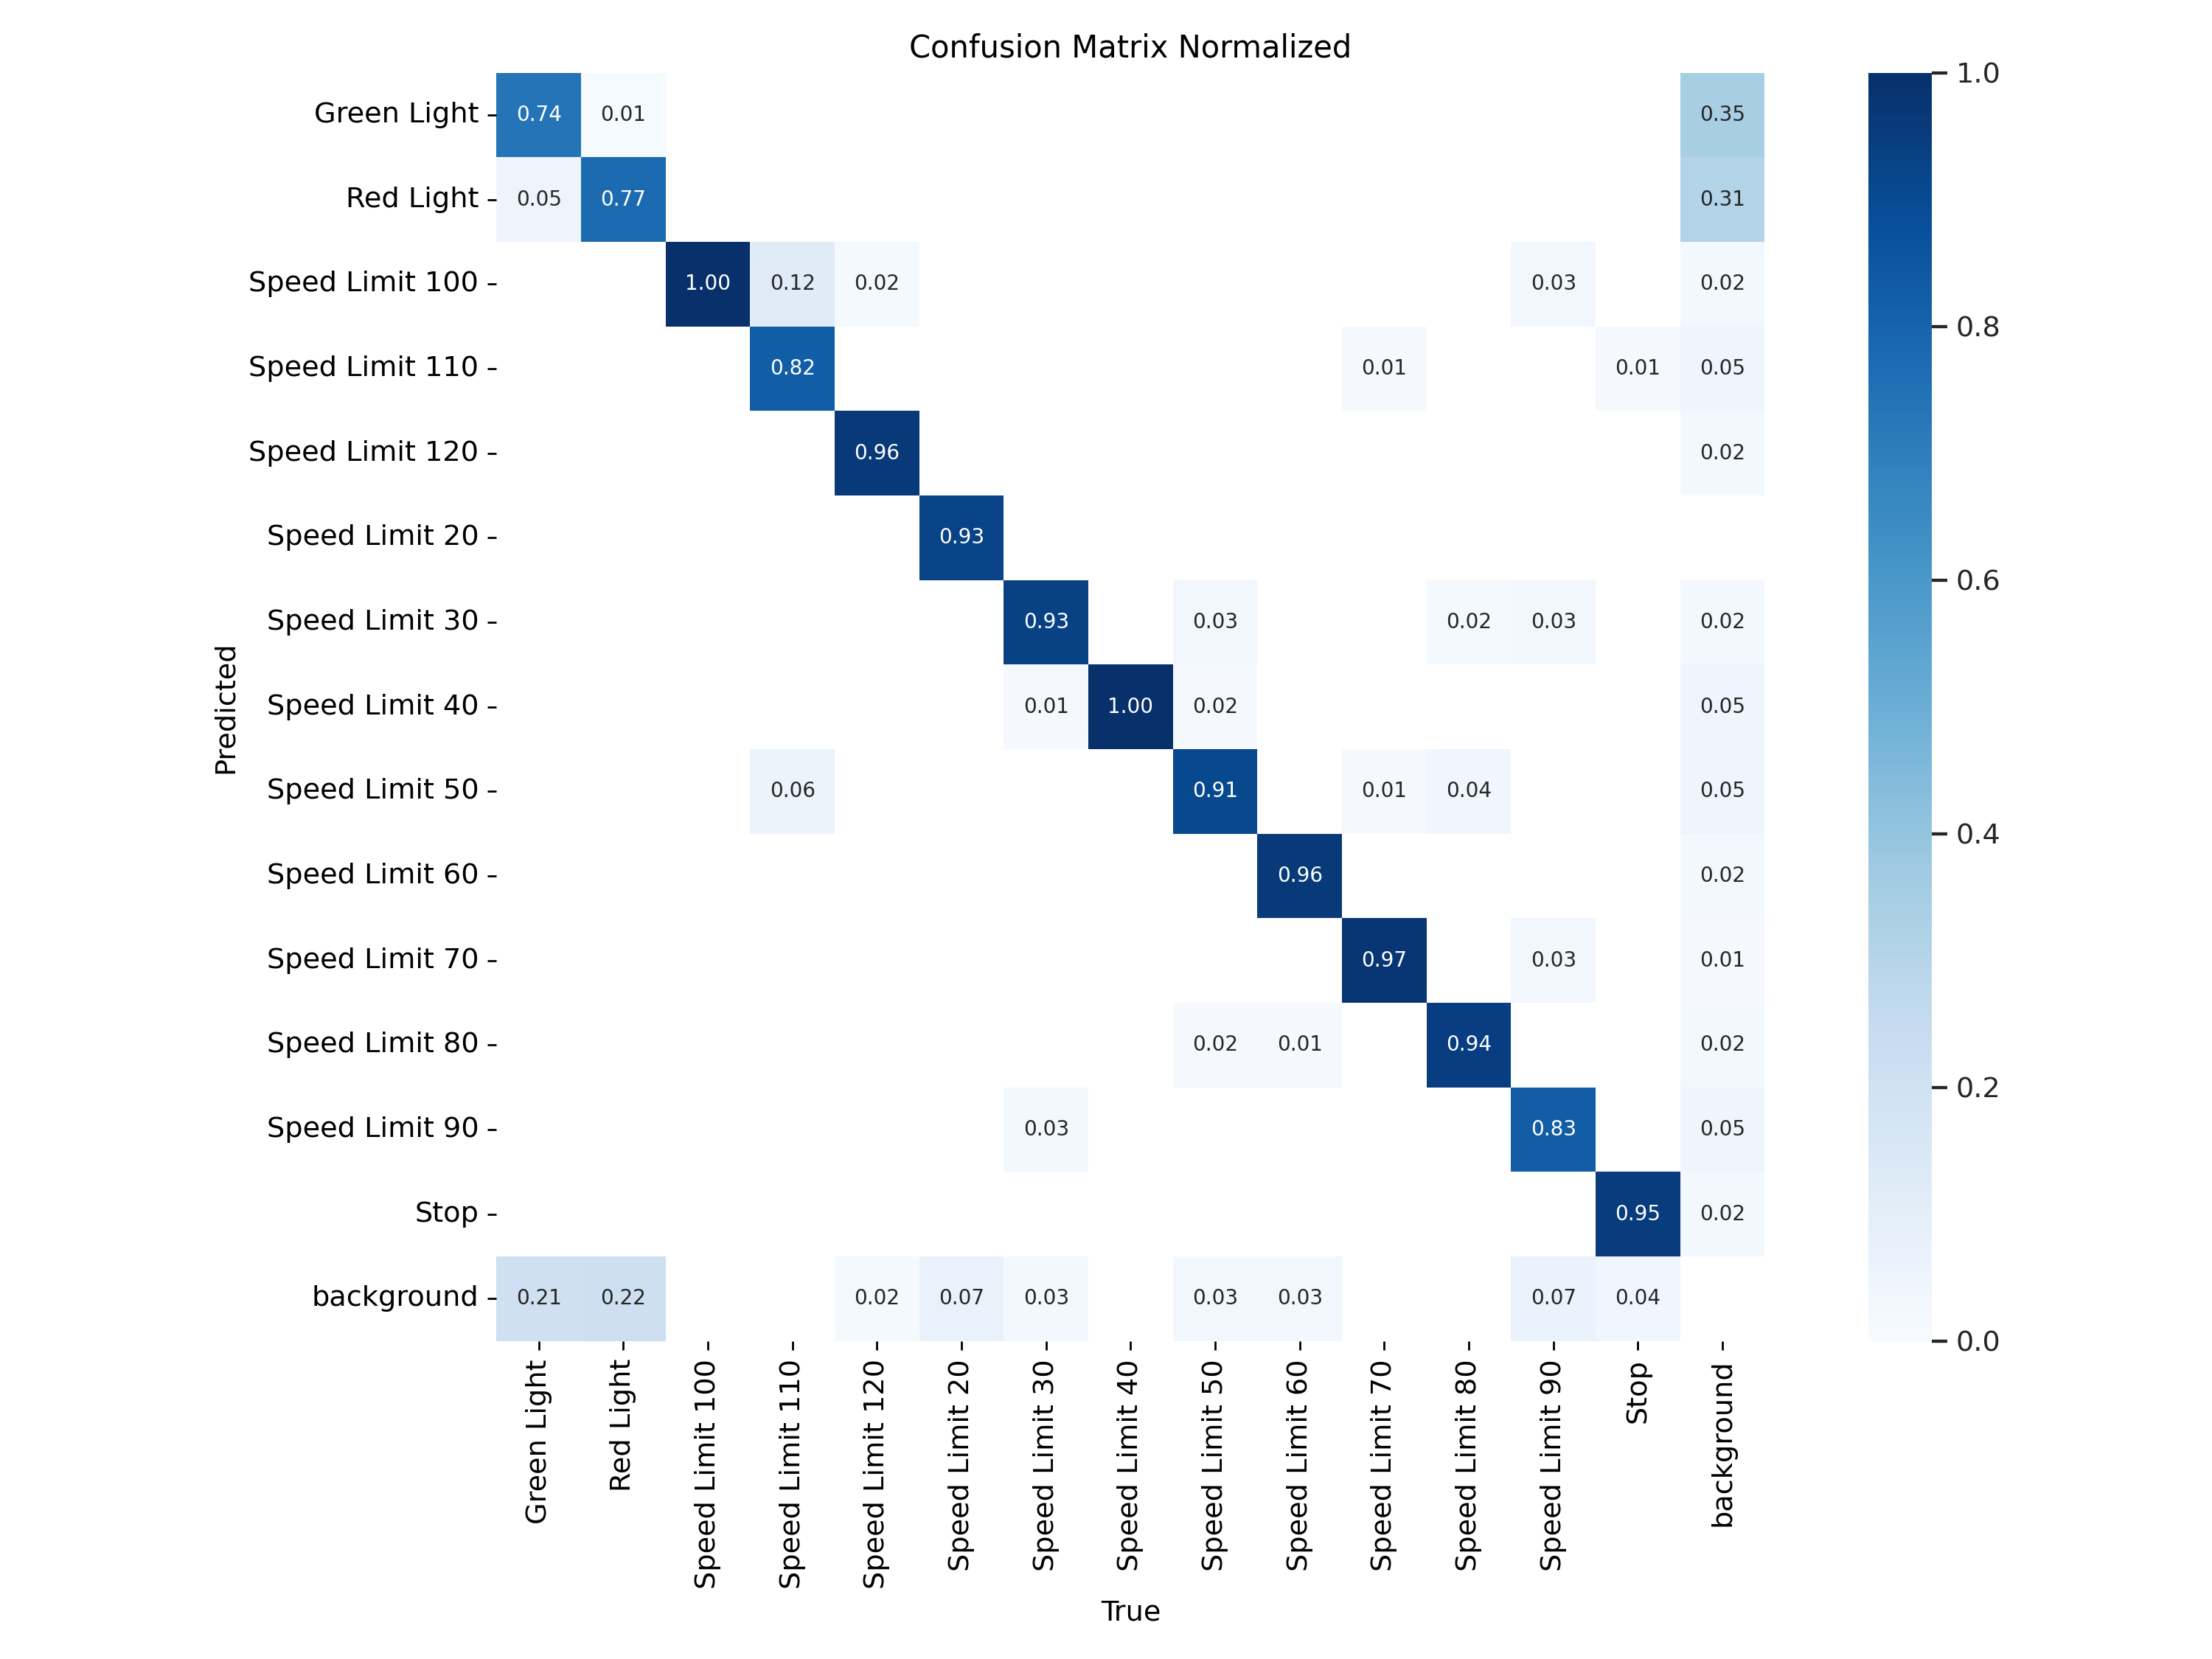 Confusion Matrix Normalized
Green Light 0.74 0.01 0.35
Red Light 0.05 0.77 0.31
Speed Limit 100 1.00 0.12 0.02 0.03 0.02
Speed Limit 110 0.82 0.01 0.01 0.05
Speed Limit 120 0.96 0.02
Speed Limit 20 0.93
Speed Limit 30 0.93 0.03 0.02 0.03 0.02
Speed Limit 40 0.01 1.00 0.02 0.05
Speed Limit 50 0.06 0.91 0.01 0.04 0.05
Speed Limit 60 0.96 0.02
Speed Limit 70 0.97 0.03 0.01
Speed Limit 80 0.02 0.01 0.94 0.02
Speed Limit 90 0.03 0.83 0.05
Stop 0.95 0.02
background 0.21 0.22 0.02 0.07 0.03 0.03 0.03 0.07 0.04
Predicted
Green Light
Red Light
Speed Limit 100
Speed Limit 110
Speed Limit 120
Speed Limit 20
Speed Limit 30
Speed Limit 40
Speed Limit 50
Speed Limit 60
Speed Limit 70
Speed Limit 80
Speed Limit 90
Stop
background
True
1.0
0.8
0.6
0.4
0.2
0.0